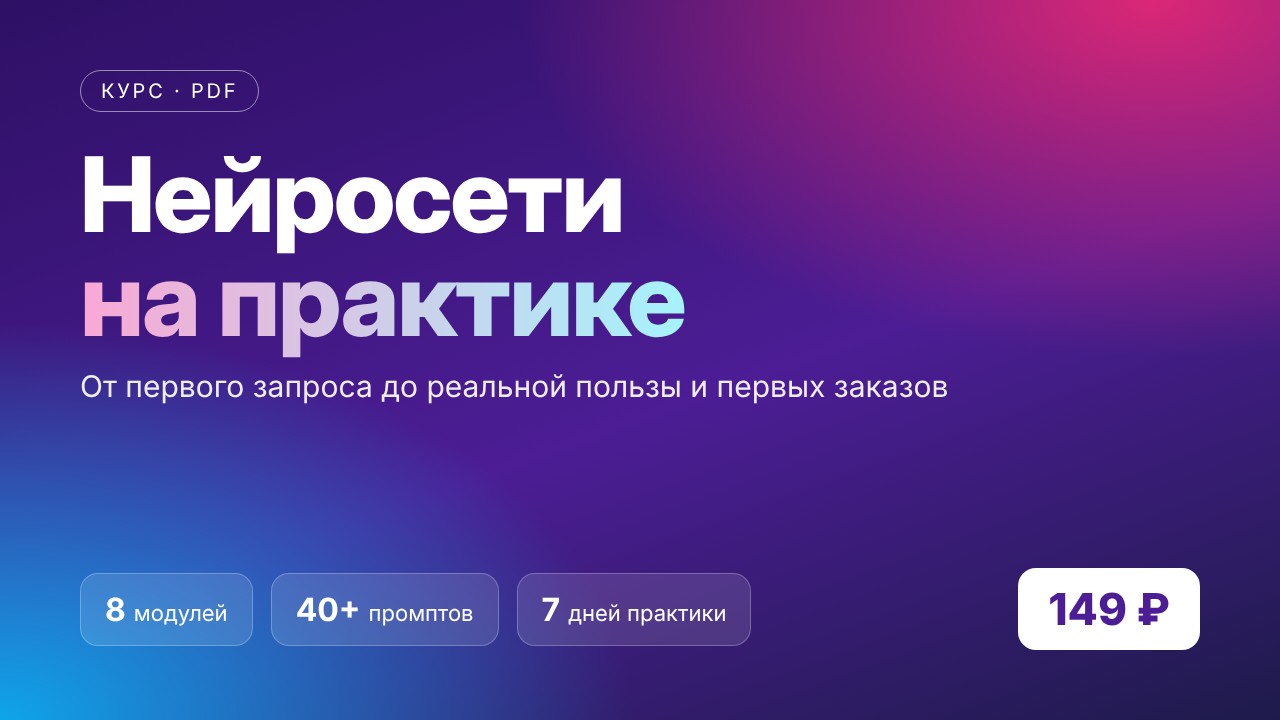 КУРС · PDF
Нейросети
на практике
От первого запроса до реальной пользы и первых заказов
8 модулей
40+ промптов
7 дней практики
149 ₽